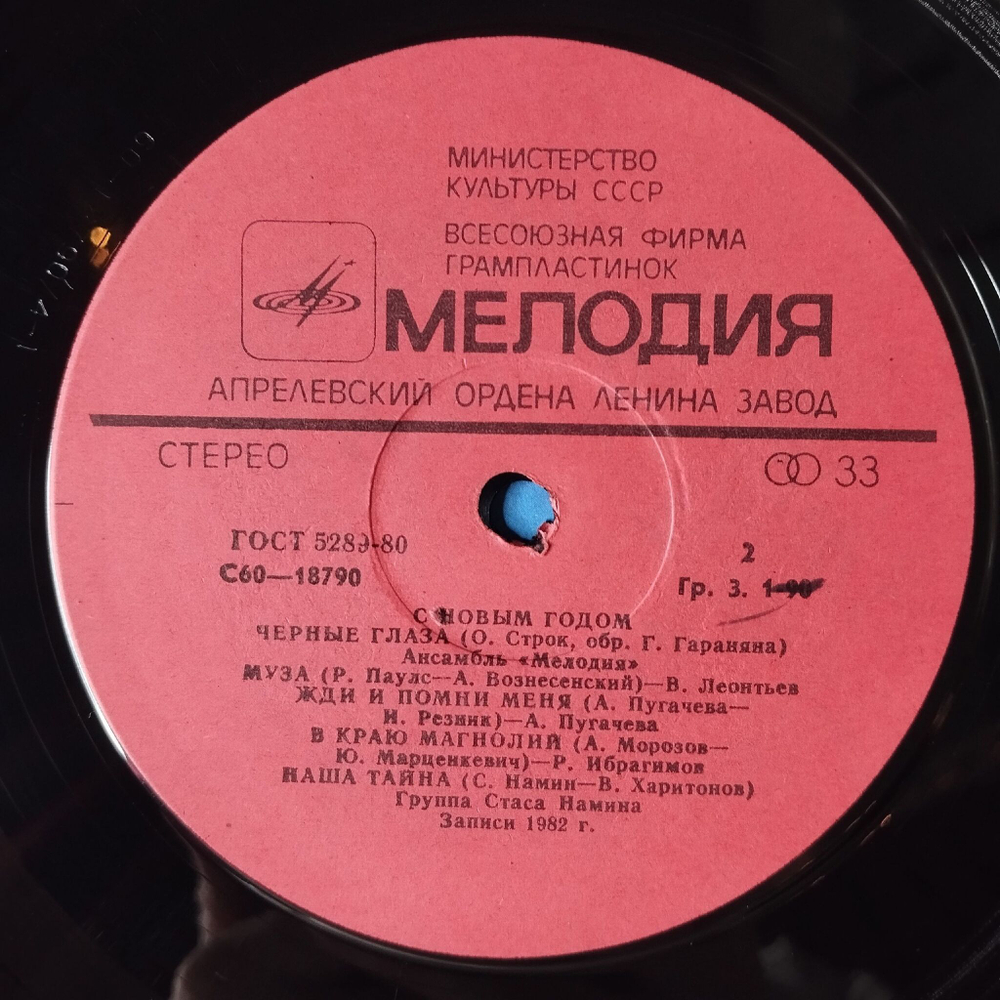 МИНИСТЕРСТВО
КУЛЬТУРЫ СССР
ВСЕСОЮЗНАЯ ФИРМА
ГРАМПЛАСТИНОК
МЕЛОДИЯ
АПРЕЛЕВСКИЙ ОРДЕНА ЛЕНИНА ЗАВОД
СТЕРЕО
33
ГОСТ 5289-80
2
С60—18790
Гр. 3. 1-90
С НОВЫМ ГОДОМ
ЧЕРНЫЕ ГЛАЗА (О. Строк, обр. Г. Гараняна)
Ансамбль «Мелодия»
МУЗА (Р. Паулс—А. Вознесенский)—В. Леонтьев
ЖДИ И ПОМНИ МЕНЯ (А. Пугачева—
И. Резник)—А. Пугачева
В КРАЮ МАГНОЛИЙ (А. Морозов—
Ю. Марценкевич)—Р. Ибрагимов
НАША ТАЙНА (С. Намин—В. Харитонов)
Группа Стаса Намина
Записи 1982 г.